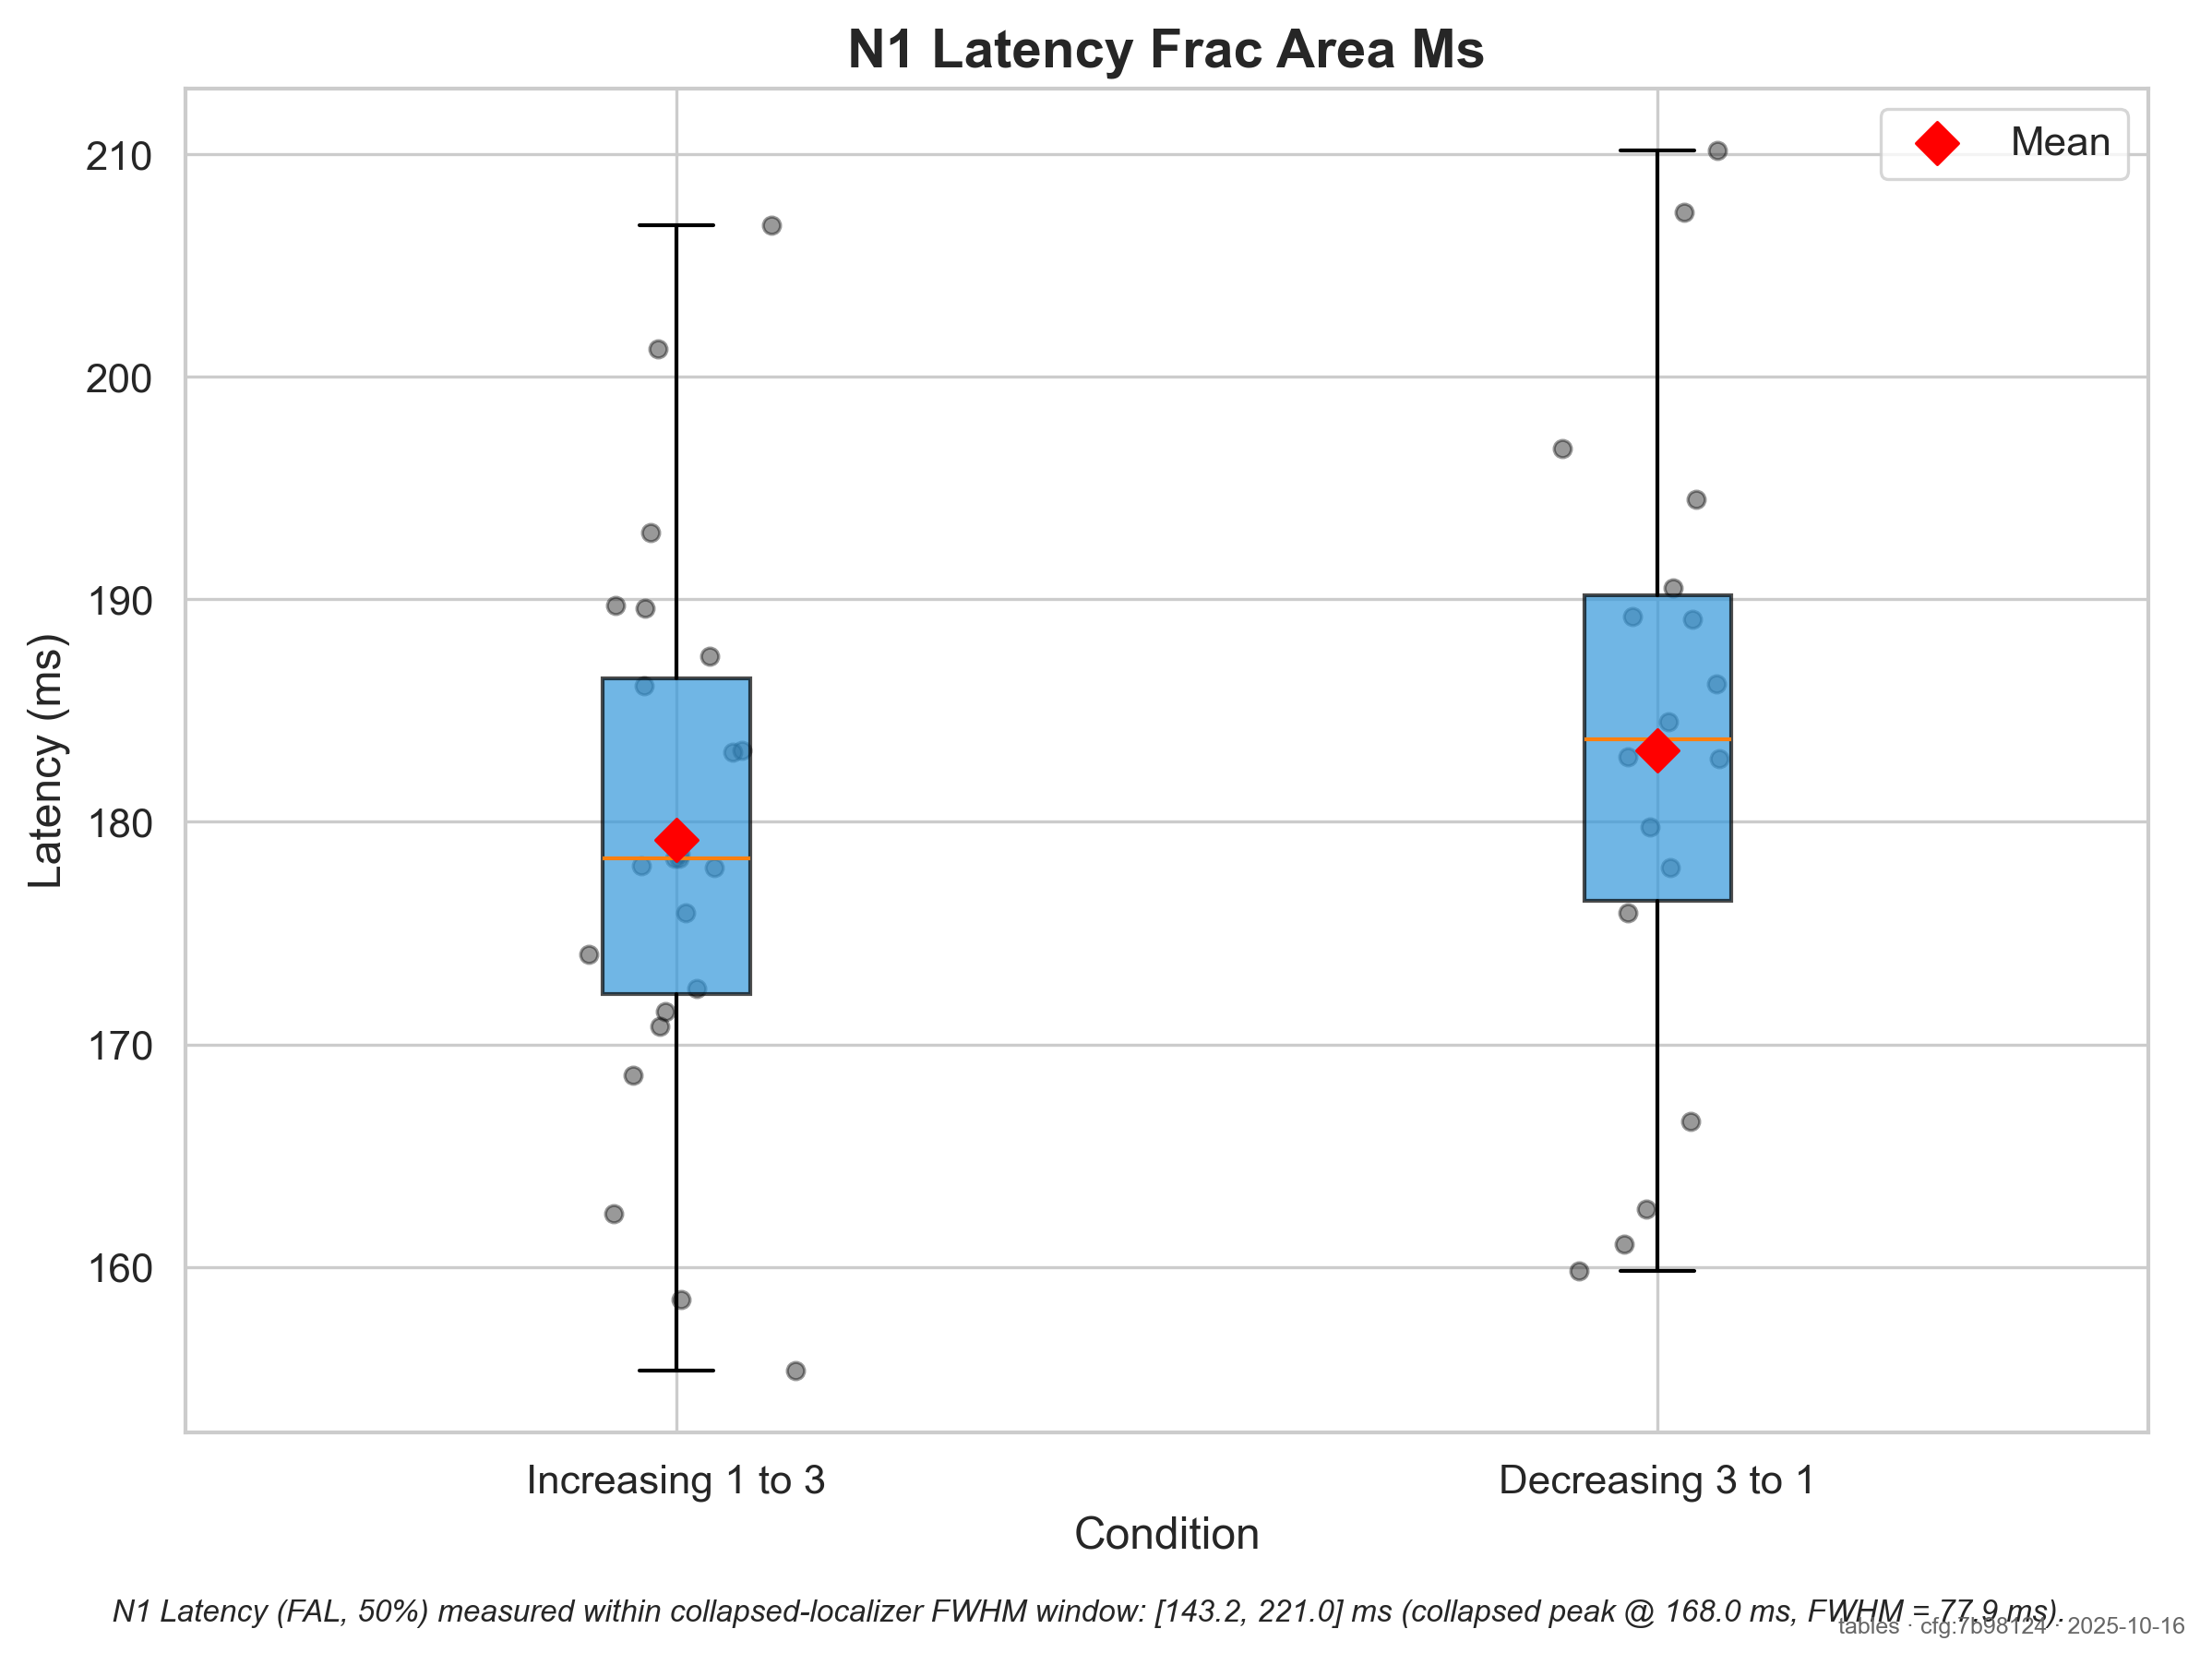 N1 Latency Frac Area Ms
Mean
210
200
190
180
170
160
Latency (ms)
Increasing 1 to 3
Decreasing 3 to 1
Condition
N1 Latency (FAL, 50%) measured within collapsed-localizer FWHM window: [143.2, 221.0] ms (collapsed peak @ 168.0 ms, FWHM = 77.9 ms).
tables · cfg:7b98124 · 2025-10-16